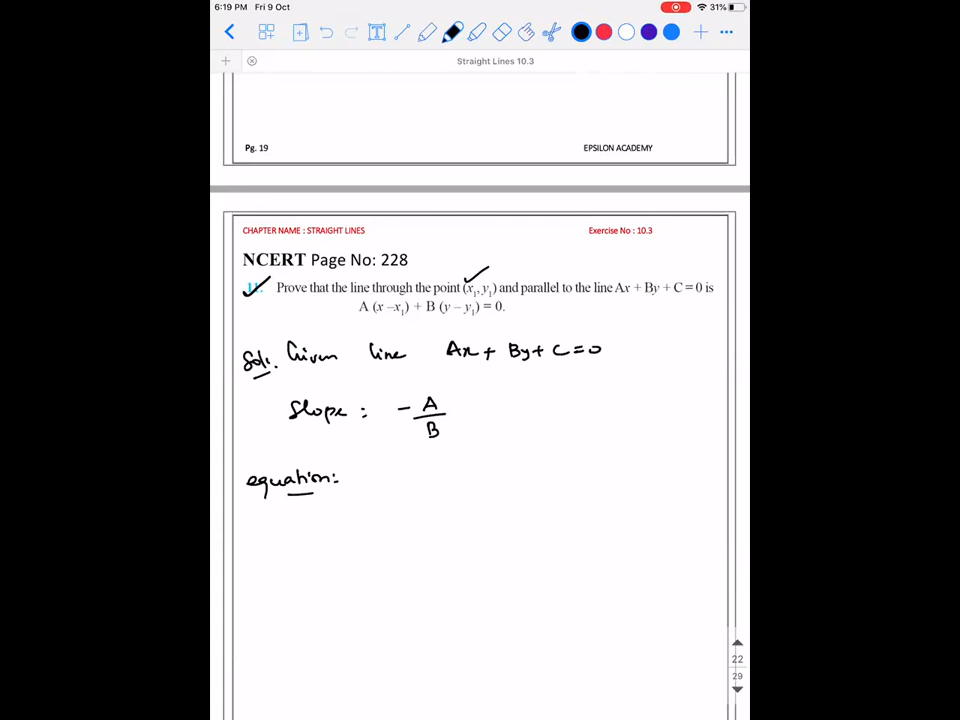 6:19 PM Fri 9 Oct 31%
Straight Lines 10.3
Pg. 19 EPSILON ACADEMY
CHAPTER NAME : STRAIGHT LINES Exercise No : 10.3
NCERT Page No: 228
11. Prove that the line through the point (x₁, y₁) and parallel to the line Ax + By + C = 0 is
A (x –x₁) + B (y – y₁) = 0.
Sol:. Given line Ax + By + C = 0
Slope : - A
B
equation:
22
29